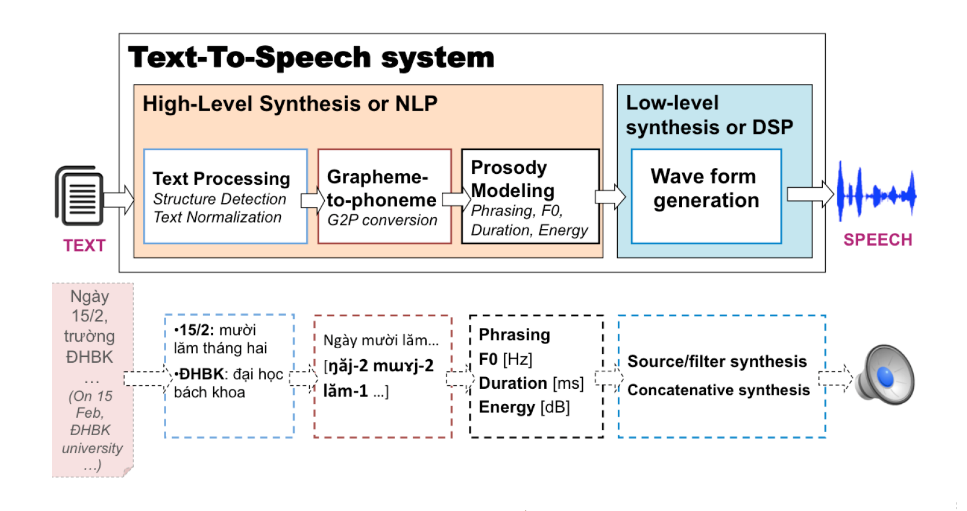 Text-To-Speech system
High-Level Synthesis or NLP
Low-level
synthesis or DSP
Text Processing
Structure Detection
Text Normalization
Grapheme-
to-phoneme
G2P conversion
Prosody
Modeling
Phrasing, F0,
Duration, Energy
Wave form
generation
TEXT
SPEECH
Ngày
15/2,
trường
ĐHBK
…
(On 15
Feb,
ĐHBK
university
…)
•15/2: mười
lăm tháng hai
•ĐHBK: đại học
bách khoa
Ngày mười lăm…
[ŋăj-2 mɯɤj-2
lăm-1 …]
Phrasing
F0 [Hz]
Duration [ms]
Energy [dB]
Source/filter synthesis
Concatenative synthesis